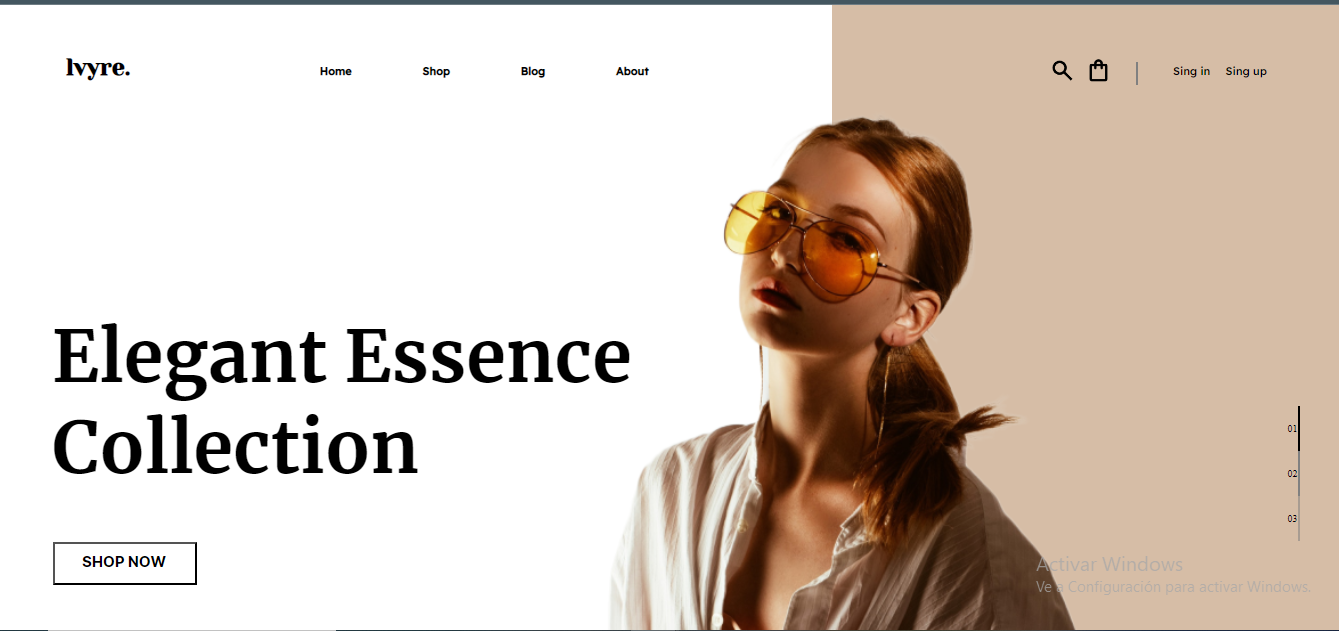 lvyre.
Home Shop Blog About
Sing in Sing up
Elegant Essence
Collection
SHOP NOW
01
02
03
Activar Windows
Ve a Configuración para activar Windows.